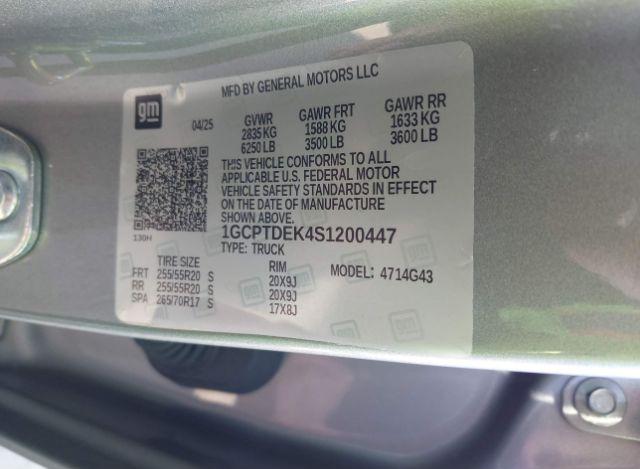 MFD BY GENERAL MOTORS LLC
gm
04/25
GVWR GAWR FRT GAWR RR
2835 KG 1588 KG 1633 KG
6250 LB 3500 LB 3600 LB
THIS VEHICLE CONFORMS TO ALL
APPLICABLE U.S. FEDERAL MOTOR
VEHICLE SAFETY STANDARDS IN EFFECT
ON THE DATE OF MANUFACTURE
SHOWN ABOVE.
130H
1GCPTDEK4S1200447
TYPE: TRUCK
TIRE SIZE RIM MODEL: 4714G43
FRT 255/55R20 S 20X9J
RR 255/55R20 S 20X9J
SPA 265/70R17 S 17X8J